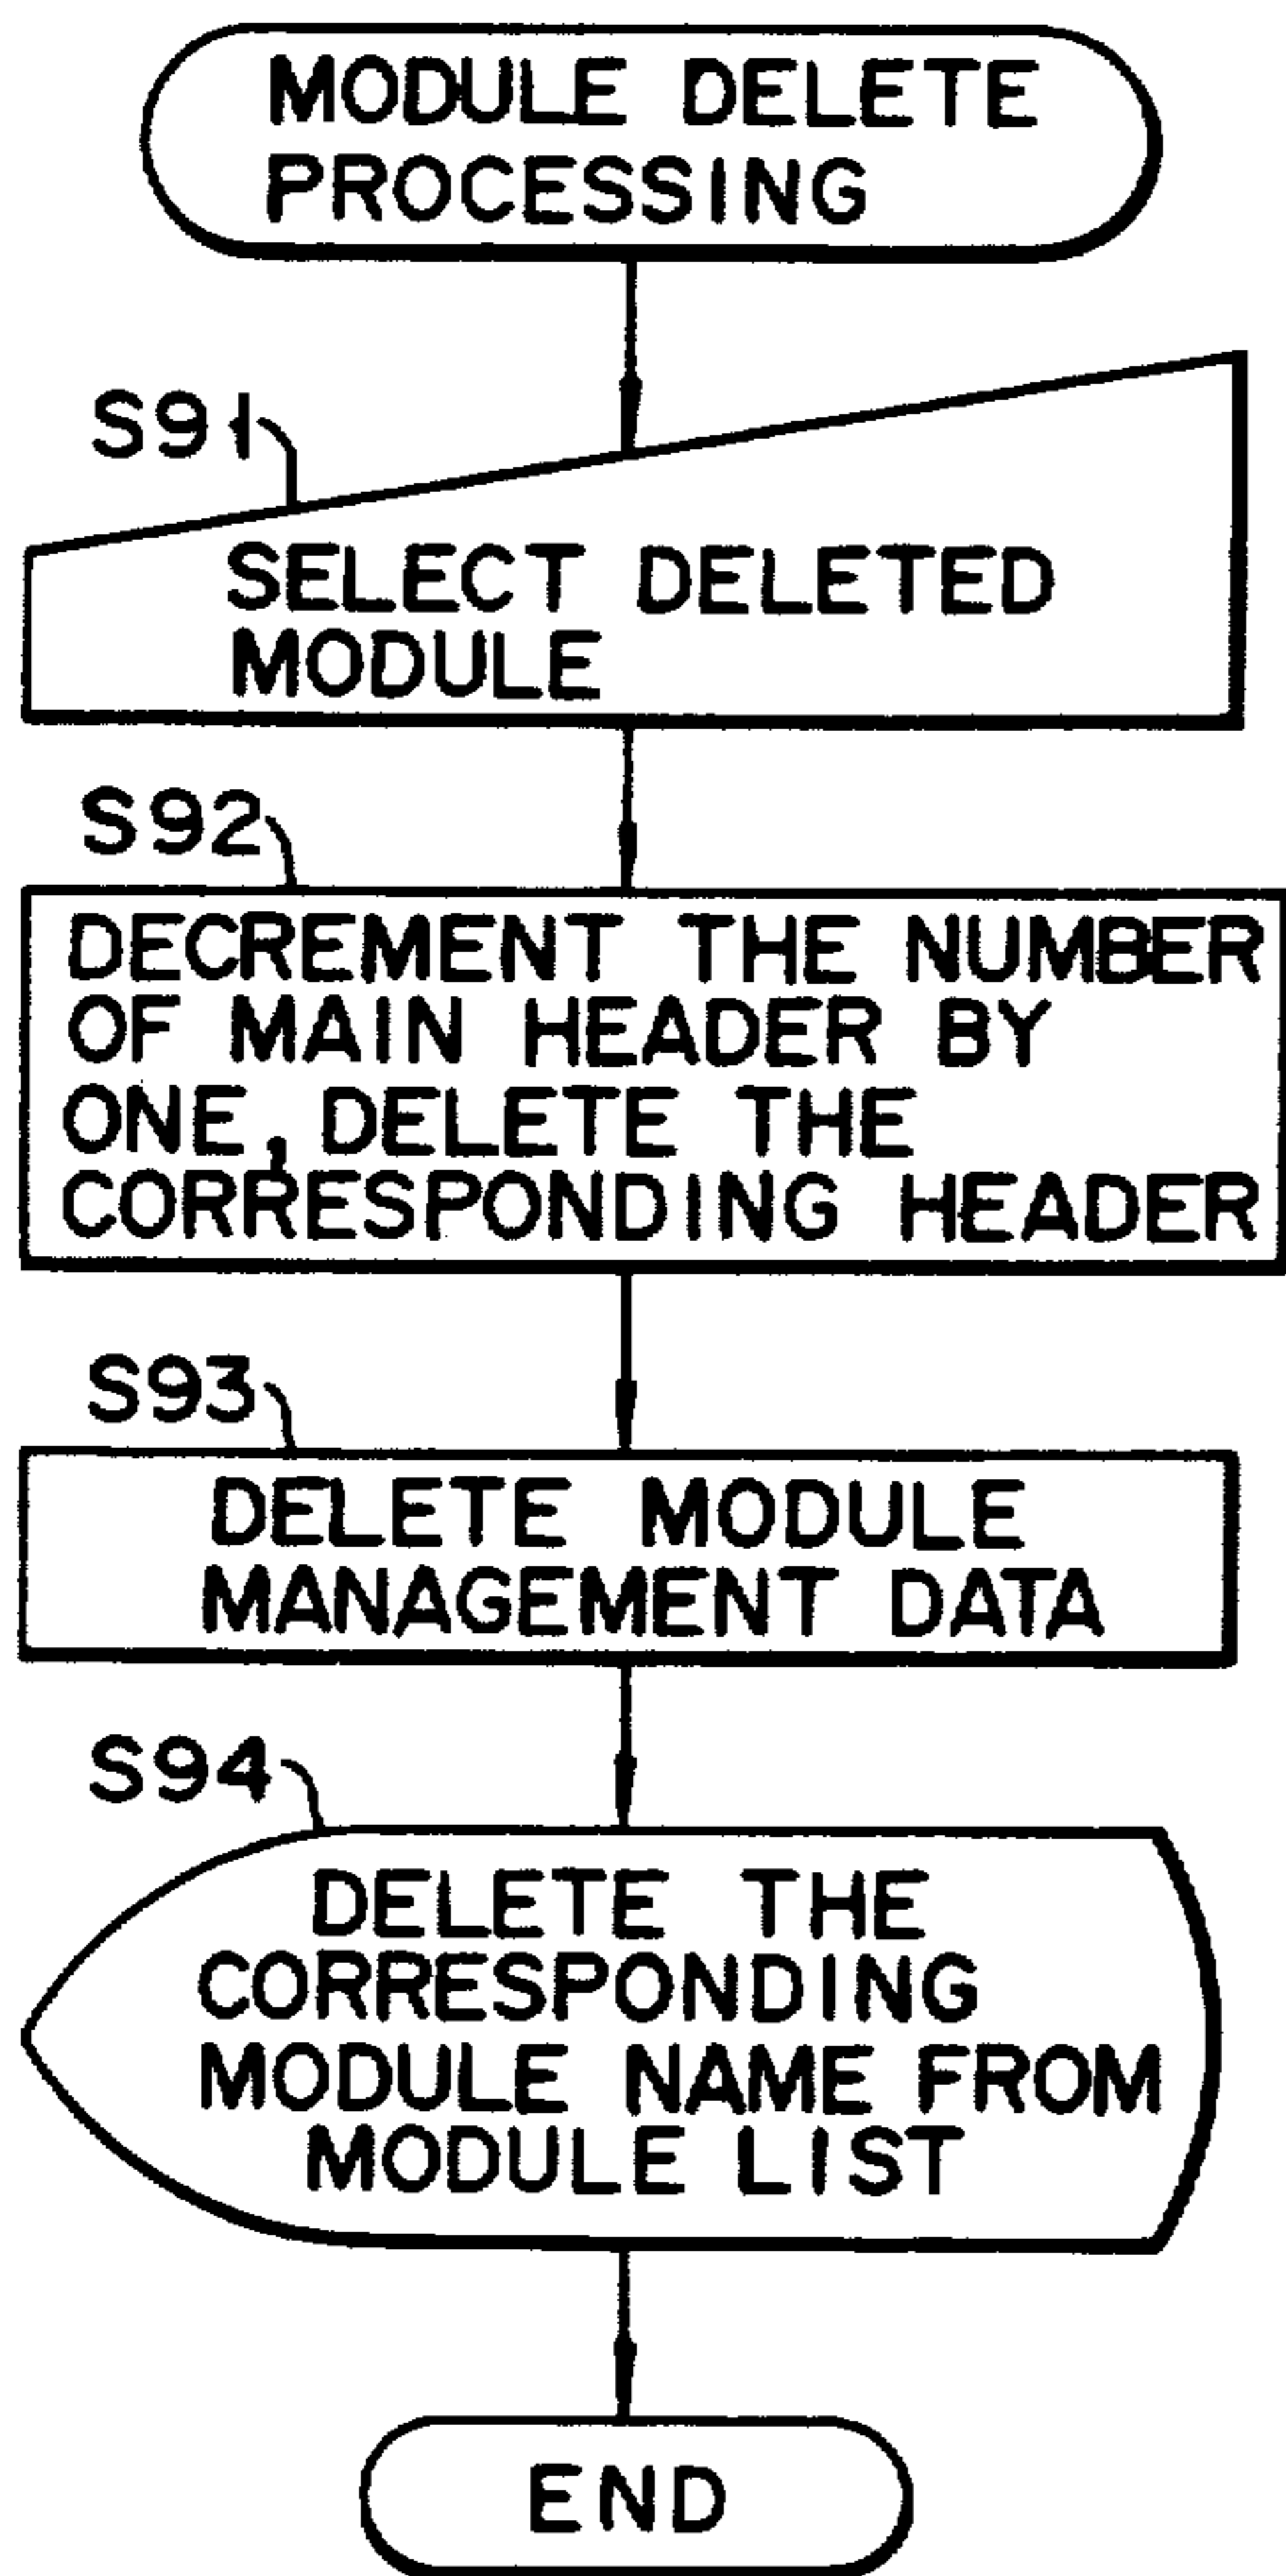 MODULE DELETE
PROCESSING
S91
SELECT DELETED
MODULE
S92
DECREMENT THE NUMBER
OF MAIN HEADER BY
ONE, DELETE THE
CORRESPONDING HEADER
S93
DELETE MODULE
MANAGEMENT DATA
S94
DELETE THE
CORRESPONDING
MODULE NAME FROM
MODULE LIST
END